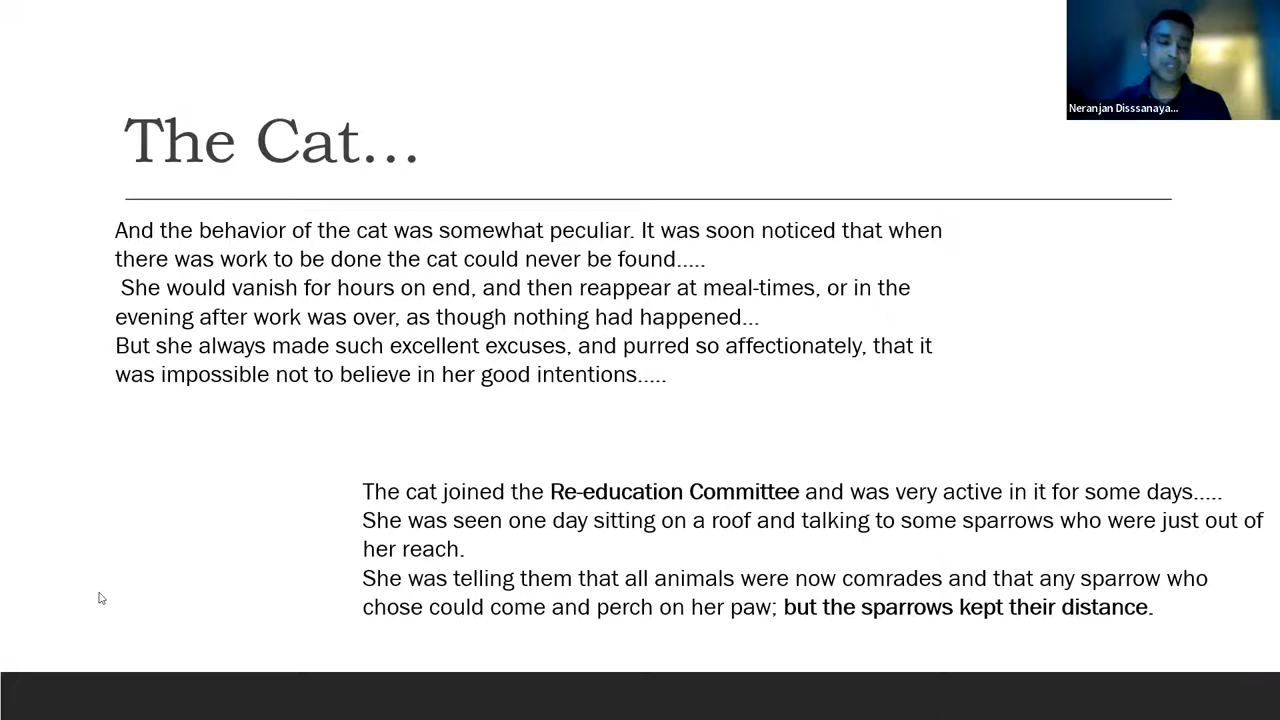 Neranjan Disssanaya...
The Cat...
And the behavior of the cat was somewhat peculiar. It was soon noticed that when
there was work to be done the cat could never be found.....
She would vanish for hours on end, and then reappear at meal-times, or in the
evening after work was over, as though nothing had happened...
But she always made such excellent excuses, and purred so affectionately, that it
was impossible not to believe in her good intentions.....
The cat joined the Re-education Committee and was very active in it for some days.....
She was seen one day sitting on a roof and talking to some sparrows who were just out of
her reach.
She was telling them that all animals were now comrades and that any sparrow who
chose could come and perch on her paw; but the sparrows kept their distance.